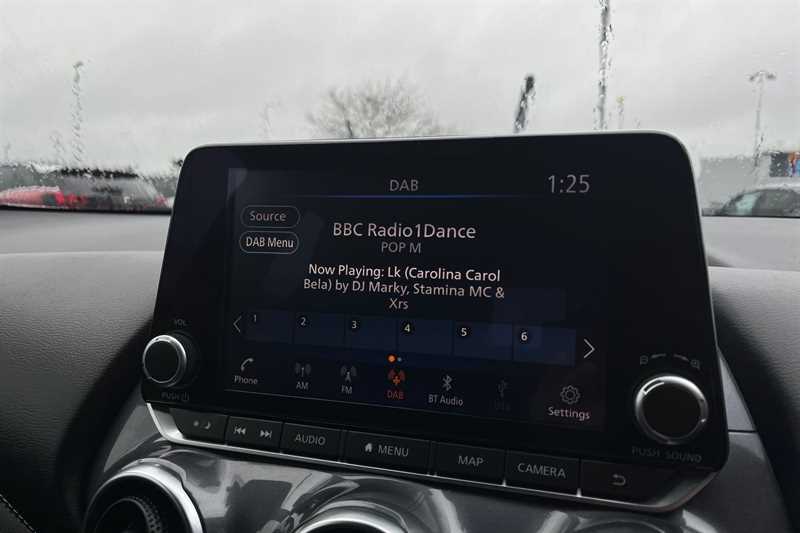 DAB
1:25
Source
BBC Radio1Dance
DAB Menu
POP M
Now Playing: Lk (Carolina Carol
Bela) by DJ Marky, Stamina MC &
Xrs
1 2 3 4 5 6
VOL
Phone
AM
FM
DAB
BT Audio
Settings
PUSH
AUDIO
MENU
MAP
CAMERA
PUSH SOUND